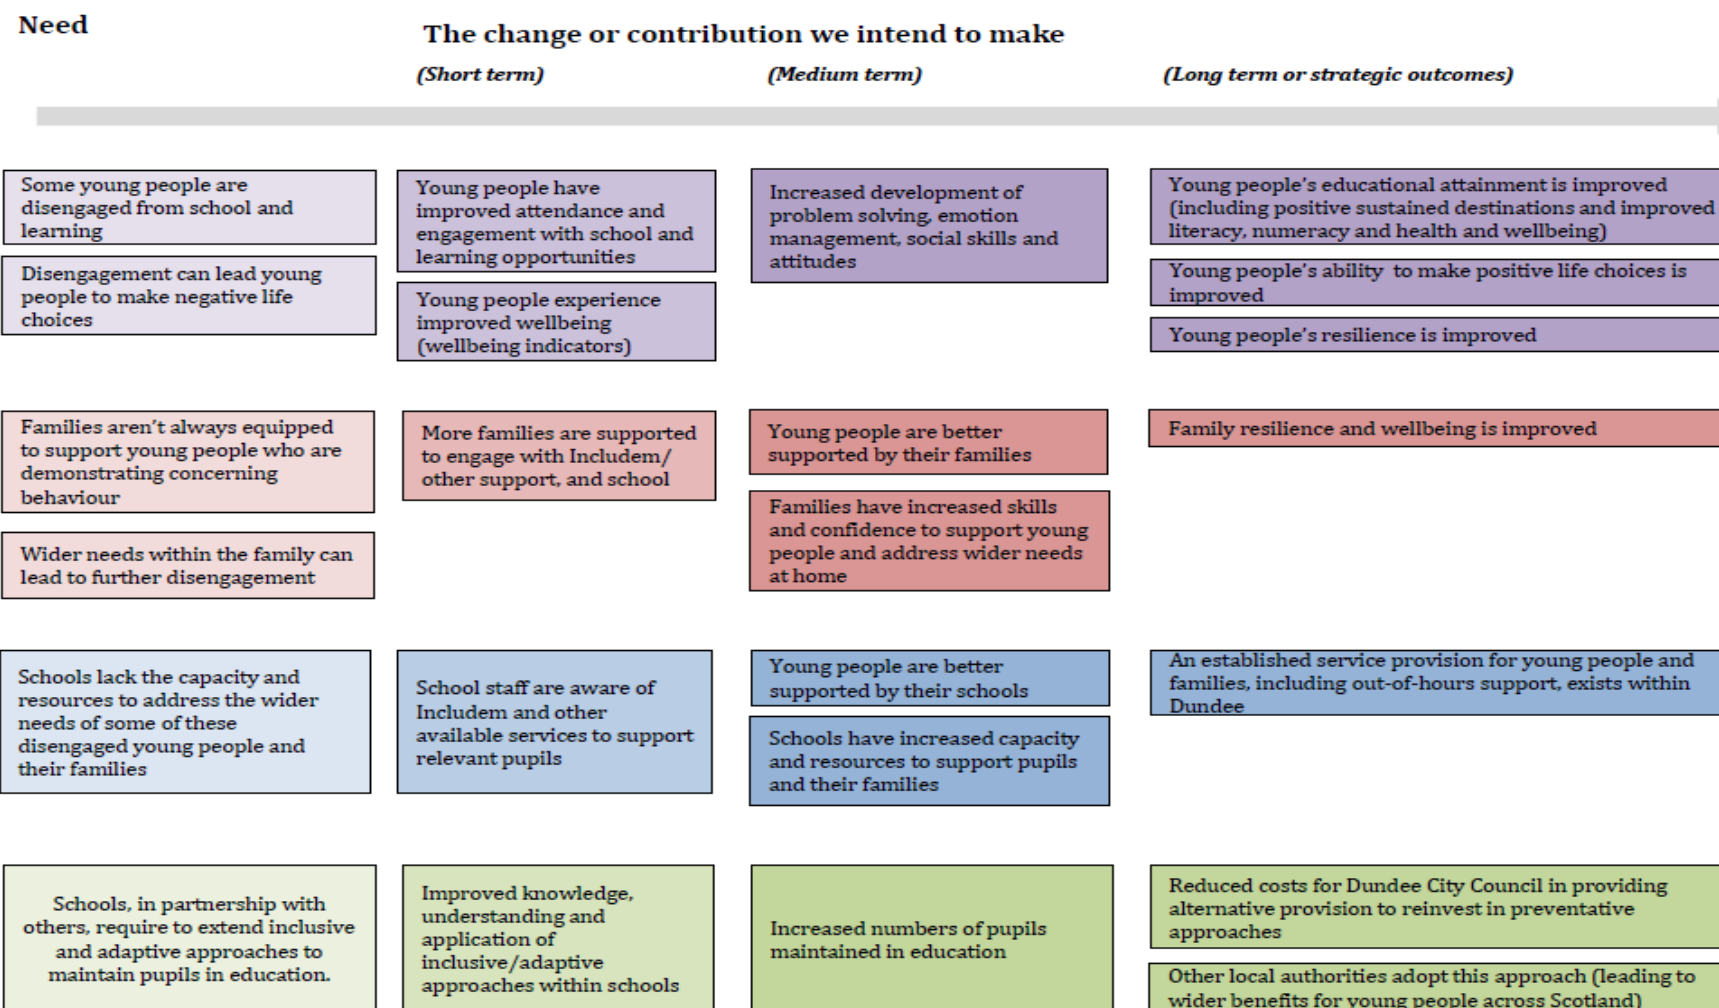 Need
The change or contribution we intend to make
(Short term)
(Medium term)
(Long term or strategic outcomes)
Some young people are
disengaged from school and
learning
Disengagement can lead young
people to make negative life
choices
Young people have
improved attendance and
engagement with school and
learning opportunities
Young people experience
improved wellbeing
(wellbeing indicators)
Increased development of
problem solving, emotion
management, social skills and
attitudes
Young people's educational attainment is improved
(including positive sustained destinations and improved
literacy, numeracy and health and wellbeing)
Young people's ability to make positive life choices is
improved
Young people's resilience is improved
Families aren't always equipped
to support young people who are
demonstrating concerning
behaviour
Wider needs within the family can
lead to further disengagement
More families are supported
to engage with Includem/
other support, and school
Young people are better
supported by their families
Families have increased skills
and confidence to support young
people and address wider needs
at home
Family resilience and wellbeing is improved
Schools lack the capacity and
resources to address the wider
needs of some of these
disengaged young people and
their families
School staff are aware of
Includem and other
available services to support
relevant pupils
Young people are better
supported by their schools
Schools have increased capacity
and resources to support pupils
and their families
An established service provision for young people and
families, including out-of-hours support, exists within
Dundee
Schools, in partnership with
others, require to extend inclusive
and adaptive approaches to
maintain pupils in education.
Improved knowledge,
understanding and
application of
inclusive/adaptive
approaches within schools
Increased numbers of pupils
maintained in education
Reduced costs for Dundee City Council in providing
alternative provision to reinvest in preventative
approaches
Other local authorities adopt this approach (leading to
wider benefits for young people across Scotland)